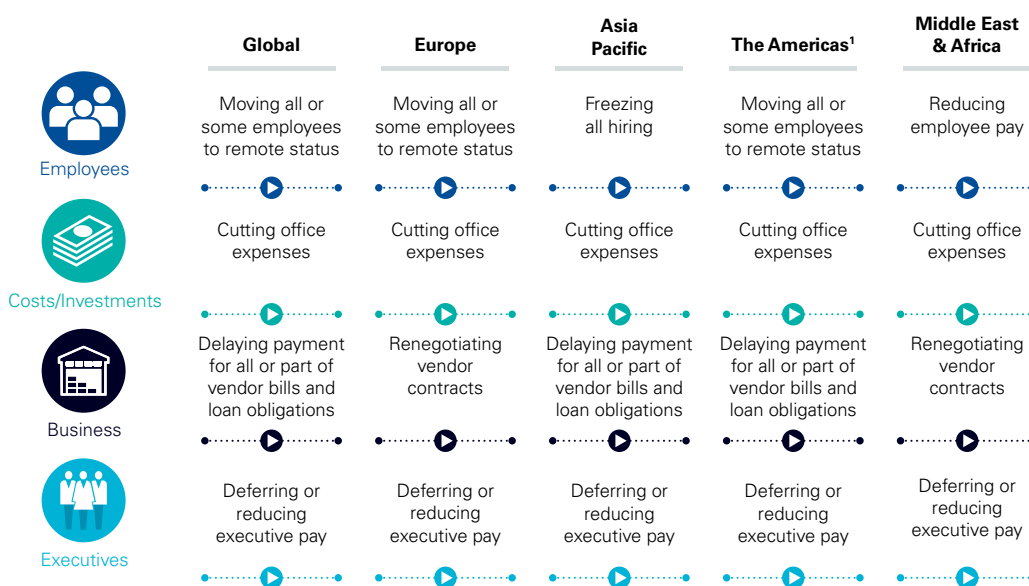 Global
Europe
Asia
Pacific
The Americas¹
Middle East
& Africa
Employees
Moving all or
some employees
to remote status
Moving all or
some employees
to remote status
Freezing
all hiring
Moving all or
some employees
to remote status
Reducing
employee pay
Costs/Investments
Cutting office
expenses
Cutting office
expenses
Cutting office
expenses
Cutting office
expenses
Cutting office
expenses
Business
Delaying payment
for all or part of
vendor bills and
loan obligations
Renegotiating
vendor
contracts
Delaying payment
for all or part of
vendor bills and
loan obligations
Delaying payment
for all or part of
vendor bills and
loan obligations
Renegotiating
vendor
contracts
Executives
Deferring or
reducing
executive pay
Deferring or
reducing
executive pay
Deferring or
reducing
executive pay
Deferring or
reducing
executive pay
Deferring or
reducing
executive pay